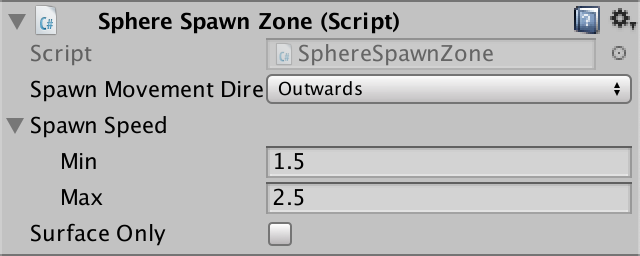 C# Sphere Spawn Zone (Script)
Script C# SphereSpawnZone
Spawn Movement Dire Outwards
Spawn Speed
Min 1.5
Max 2.5
Surface Only